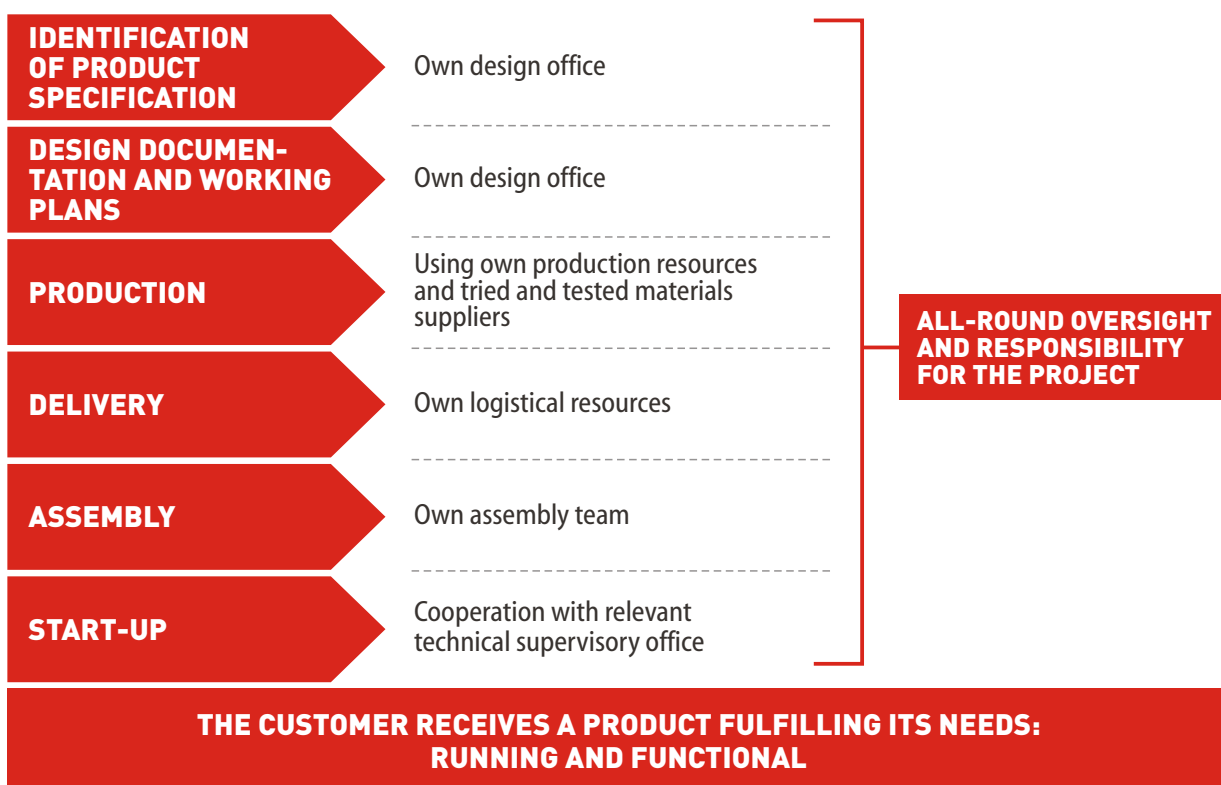 IDENTIFICATION
OF PRODUCT
SPECIFICATION
Own design office
DESIGN DOCUMEN-
TATION AND WORKING
PLANS
Own design office
PRODUCTION
Using own production resources
and tried and tested materials
suppliers
DELIVERY
Own logistical resources
ASSEMBLY
Own assembly team
START-UP
Cooperation with relevant
technical supervisory office
ALL-ROUND OVERSIGHT
AND RESPONSIBILITY
FOR THE PROJECT
THE CUSTOMER RECEIVES A PRODUCT FULFILLING ITS NEEDS:
RUNNING AND FUNCTIONAL